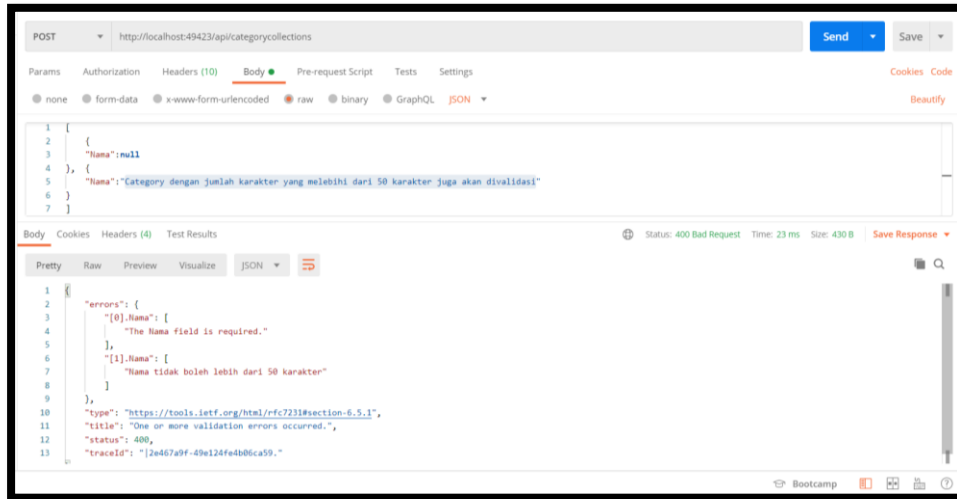 POST http://localhost:49423/api/categorycollections Send Save
Params Authorization Headers (10) Body Pre-request Script Tests Settings Cookies Code
none form-data x-www-form-urlencoded raw binary GraphQL JSON Beautify
1 [
2 {
3 "Nama":null
4 }, {
5 "Nama":"Category dengan jumlah karakter yang melebihi dari 50 karakter juga akan divalidasi"
6 }
7 ]
Body Cookies Headers (4) Test Results Status: 400 Bad Request Time: 23 ms Size: 430 B Save Response
Pretty Raw Preview Visualize JSON
1 {
2 "errors": {
3 "[0].Nama": [
4 "The Nama field is required."
5 ],
6 "[1].Nama": [
7 "Nama tidak boleh lebih dari 50 karakter"
8 ]
9 },
10 "type": "https://tools.ietf.org/html/rfc7231#section-6.5.1",
11 "title": "One or more validation errors occurred.",
12 "status": 400,
13 "traceId": "|2e467a9f-49e124fe4b06ca59."
Bootcamp